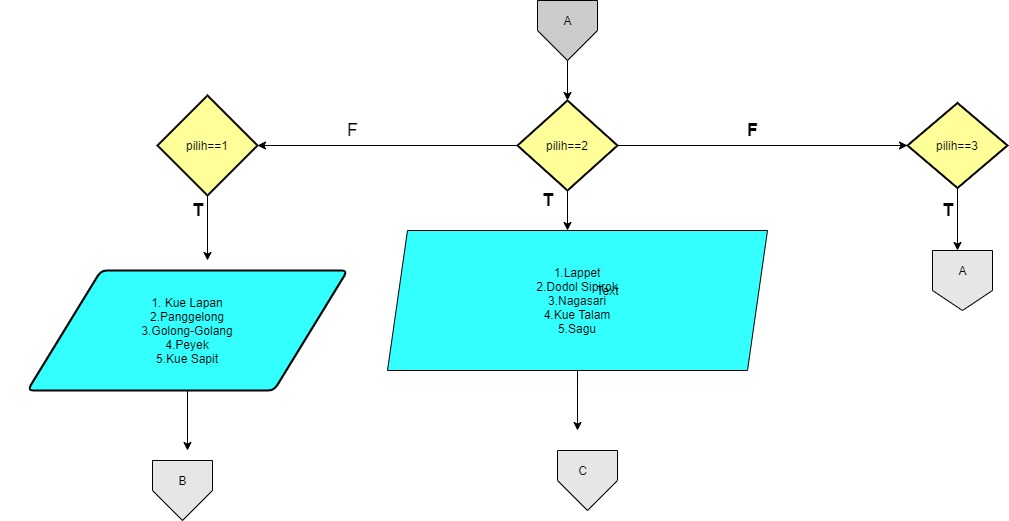 A
F
F
pilih==1
pilih==2
pilih==3
T
T
T
A
1. Kue Lapan
2.Panggelong
3.Golong-Golang
4.Peyek
5.Kue Sapit
1.Lappet
2.Dodol Sipirok
Text
3.Nagasari
4.Kue Talam
5.Sagu
B
C